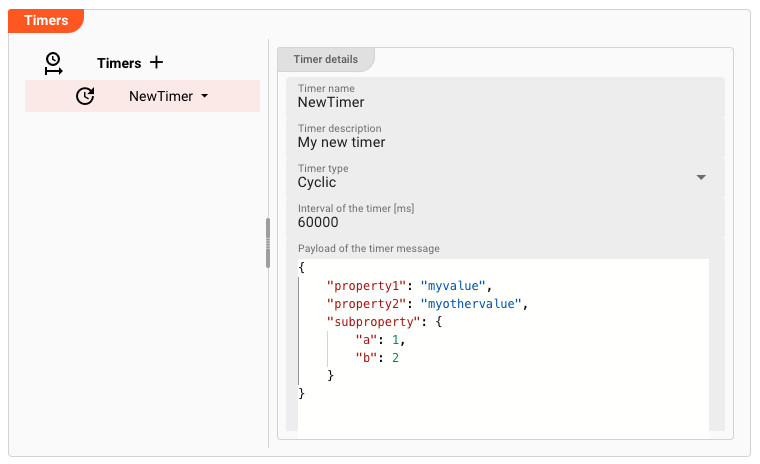 Timers
Timers
NewTimer
Timer details
Timer name
NewTimer
Timer description
My new timer
Timer type
Cyclic
Interval of the timer [ms]
60000
Payload of the timer message
{
    "property1": "myvalue",
    "property2": "myothervalue",
    "subproperty": {
        "a": 1,
        "b": 2
    }
}